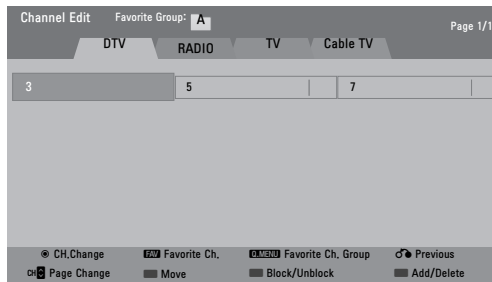 Channel Edit Favorite Group: A Page 1/1
DTV RADIO TV Cable TV
3 5 7
CH.Change FAV Favorite Ch. Q.MENU Favorite Ch. Group Previous
CH Page Change Move Block/Unblock Add/Delete